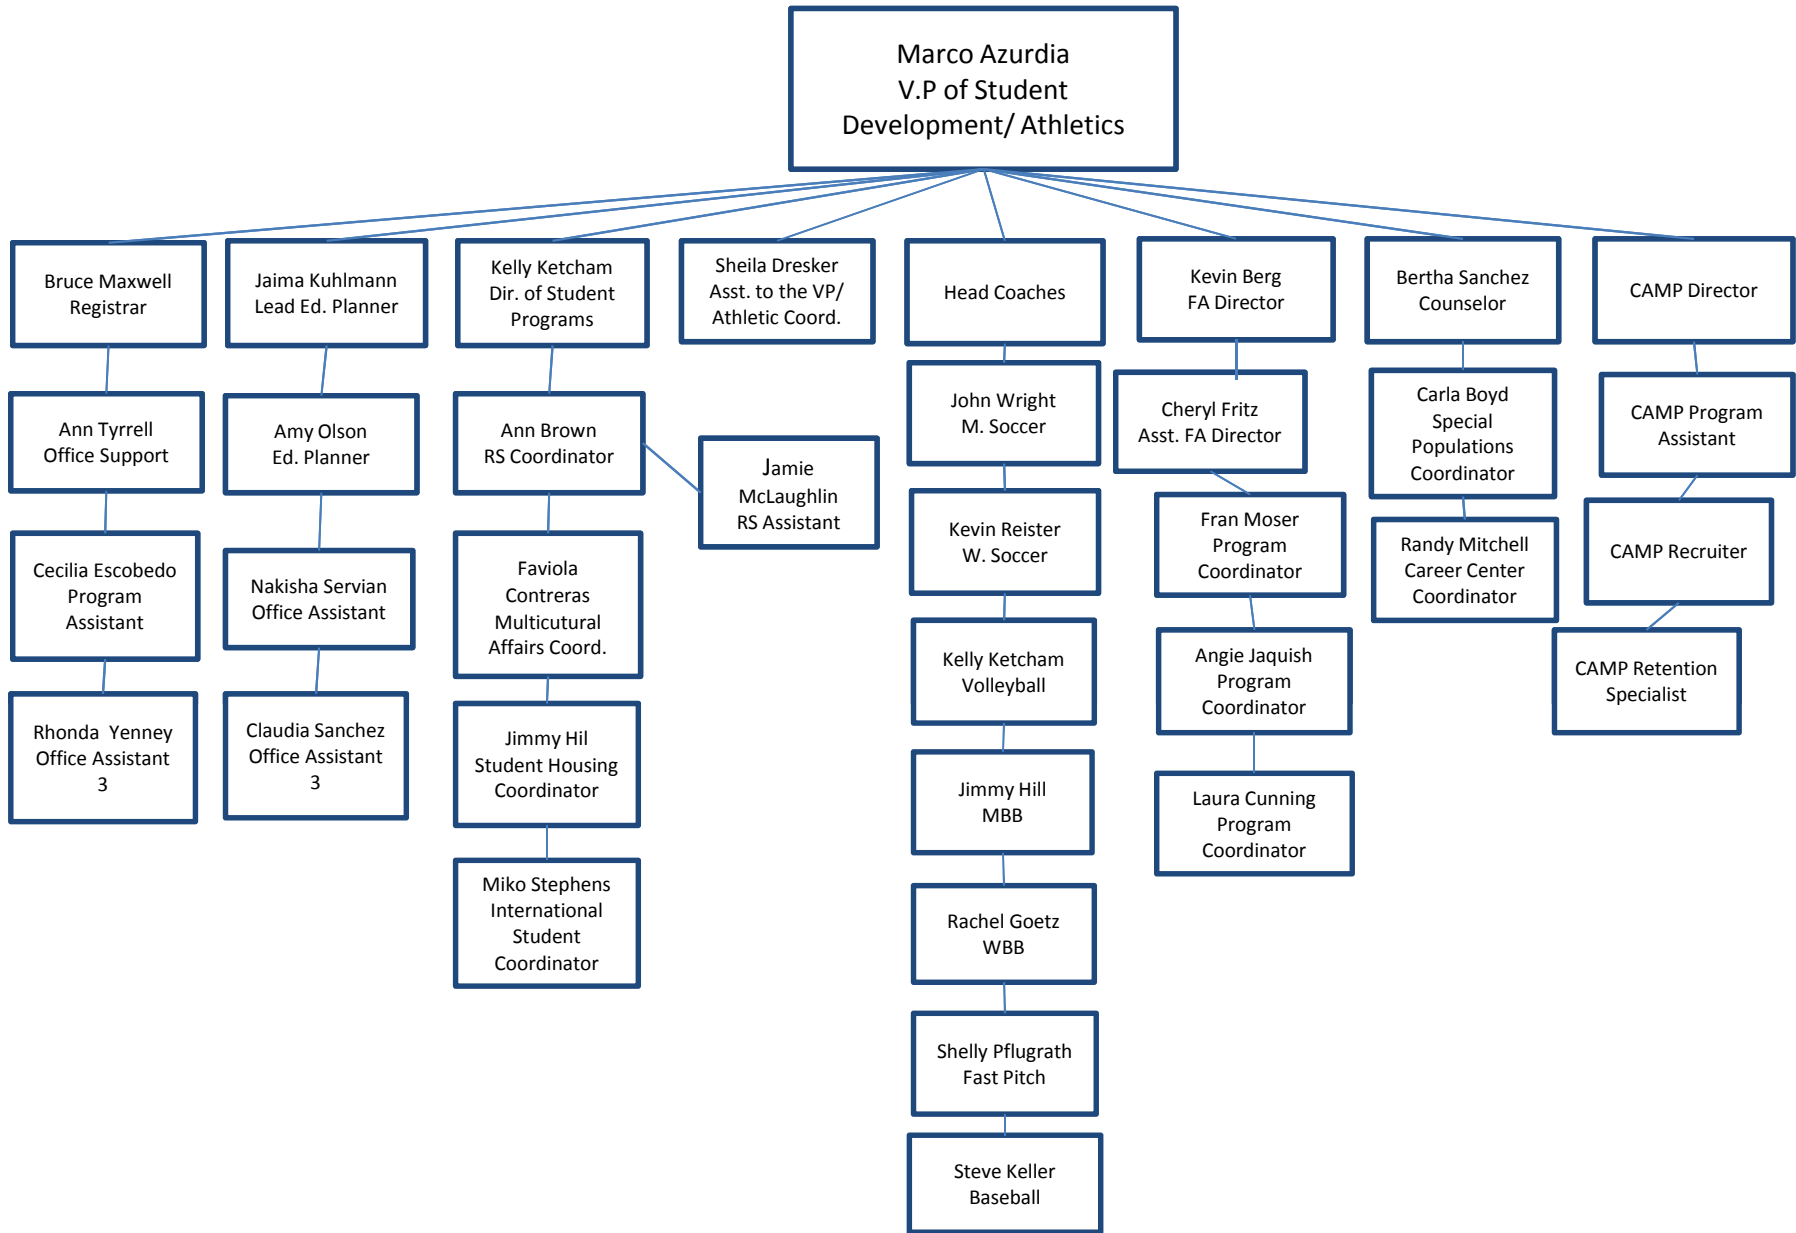 Marco Azurdia
V.P of Student
Development/ Athletics
Bruce Maxwell
Registrar
Jaima Kuhlmann
Lead Ed. Planner
Kelly Ketcham
Dir. of Student
Programs
Sheila Dresker
Asst. to the VP/
Athletic Coord.
Head Coaches
Kevin Berg
FA Director
Bertha Sanchez
Counselor
CAMP Director
Ann Tyrrell
Office Support
Amy Olson
Ed. Planner
Ann Brown
RS Coordinator
Jamie
McLaughlin
RS Assistant
John Wright
M. Soccer
Cheryl Fritz
Asst. FA Director
Carla Boyd
Special
Populations
Coordinator
CAMP Program
Assistant
Cecilia Escobedo
Program
Assistant
Nakisha Servian
Office Assistant
Faviola
Contreras
Multicutural
Affairs Coord.
Kevin Reister
W. Soccer
Fran Moser
Program
Coordinator
Randy Mitchell
Career Center
Coordinator
CAMP Recruiter
Rhonda  Yenney
Office Assistant
3
Claudia Sanchez
Office Assistant
3
Jimmy Hil
Student Housing
Coordinator
Kelly Ketcham
Volleyball
Angie Jaquish
Program
Coordinator
CAMP Retention
Specialist
Jimmy Hill
MBB
Laura Cunning
Program
Coordinator
Miko Stephens
International
Student
Coordinator
Rachel Goetz
WBB
Shelly Pflugrath
Fast Pitch
Steve Keller
Baseball